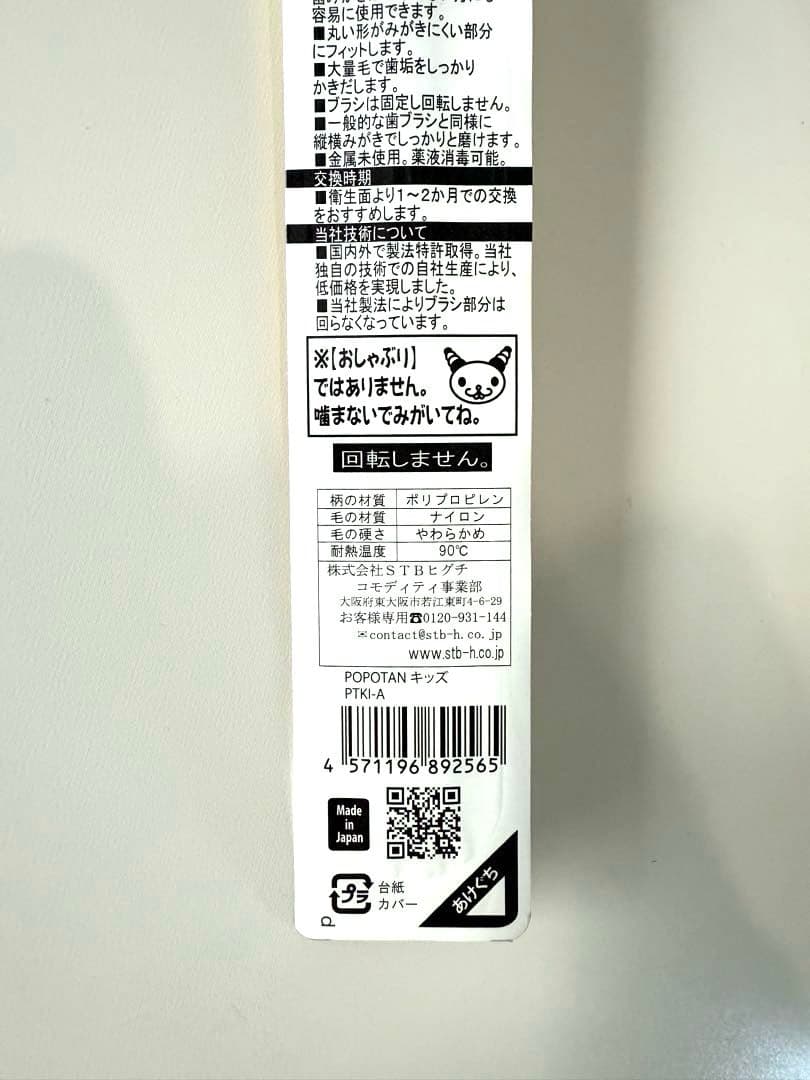 容易に使用できます。
■丸い形がみがきにくい部分
にフィットします。
■大量毛で歯垢をしっかり
かきだします。
■ブラシは固定し回転しません。
■一般的な歯ブラシと同様に
縦横みがきでしっかりと磨けます。
■金属未使用。薬液消毒可能。
交換時期
■衛生面より1〜2か月での交換
をおすすめします。
当社技術について
■国内外で製法特許取得。当社
独自の技術での自社生産により、
低価格を実現しました。
■当社製法によりブラシ部分は
回らなくなっています。
※【おしゃぶり】
ではありません。
噛まないでみがいてね。
回転しません。
柄の材質 ポリプロピレン
毛の材質 ナイロン
毛の硬さ やわらかめ
耐熱温度 90℃
株式会社STBヒグチ
コモディティ事業部
大阪府東大阪市若江東町4-6-29
お客様専用☎0120-931-144
✉contact@stb-h.co.jp
www.stb-h.co.jp
POPOTAN キッズ
PTKI-A
4 571196 892565
Made
in
Japan
プラ
台紙
カバー
あけぐち
P